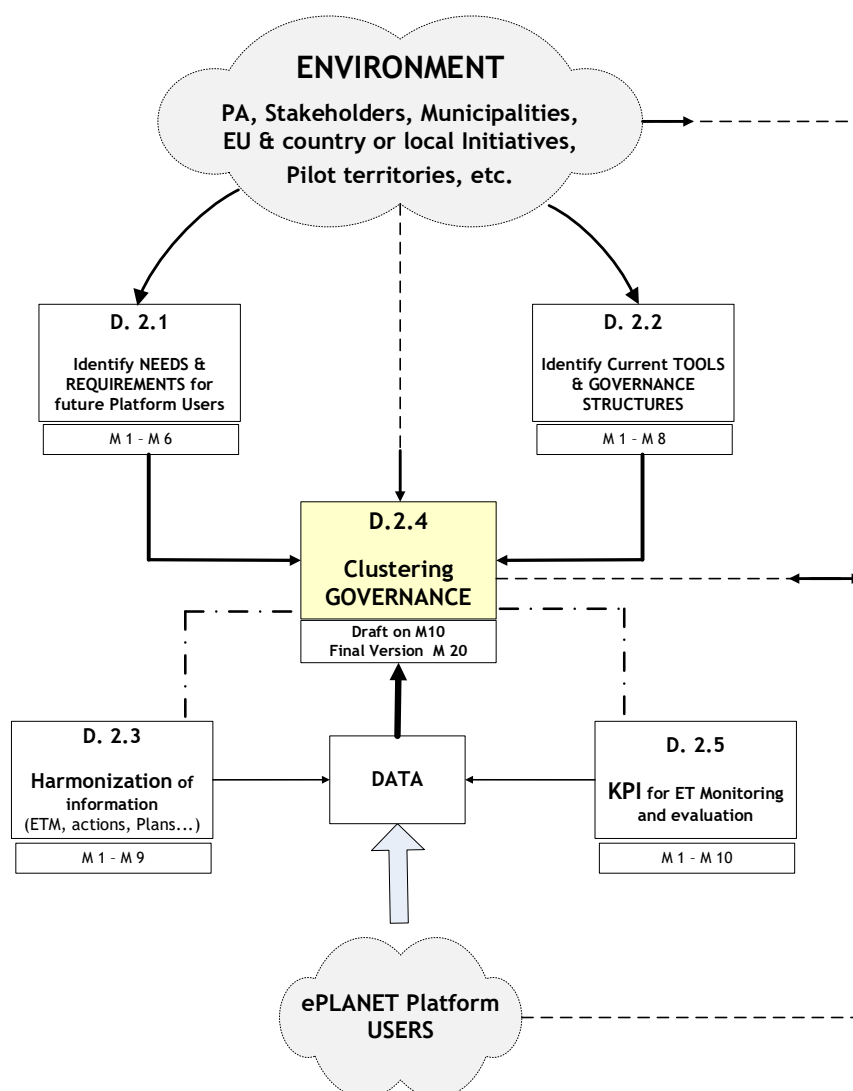 ENVIRONMENT
PA, Stakeholders, Municipalities,
EU & country or local Initiatives,
Pilot territories, etc.
D. 2.1
Identify NEEDS &
REQUIREMENTS for
future Platform Users
M 1 - M 6
D. 2.2
Identify Current TOOLS
& GOVERNANCE
STRUCTURES
M 1 - M 8
D.2.4
Clustering
GOVERNANCE
Draft on M10
Final Version M 20
D. 2.3
Harmonization of
information
(ETM, actions, Plans...)
M 1 - M 9
DATA
D. 2.5
KPI for ET Monitoring
and evaluation
M 1 - M 10
ePLANET Platform
USERS